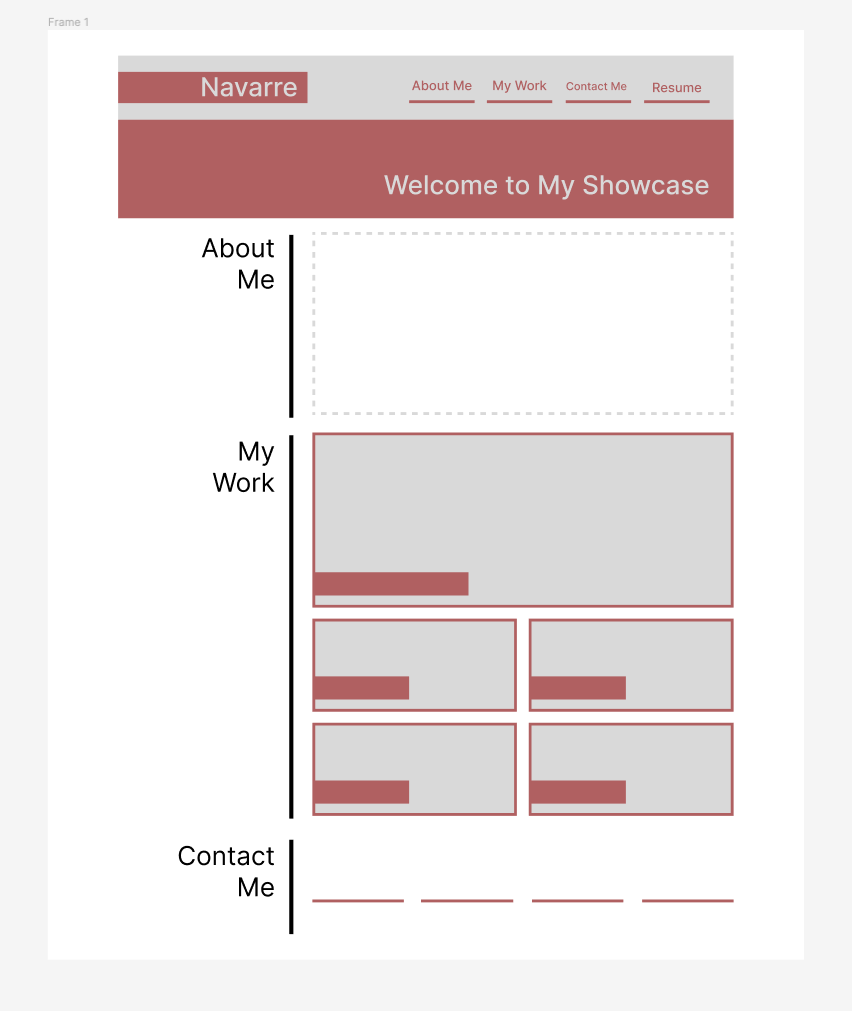 Frame 1
Navarre
About Me
My Work
Contact Me
Resume
Welcome to My Showcase
About
Me
My
Work
Contact
Me